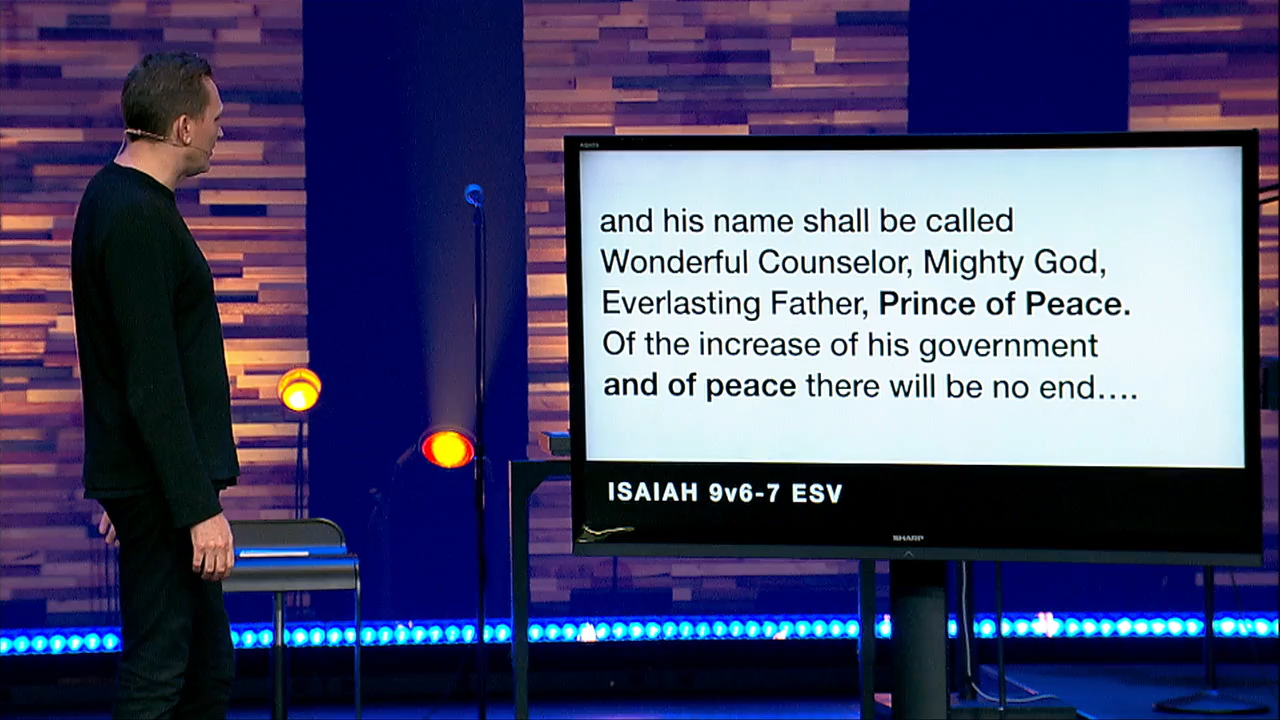 AQUOS
and his name shall be called
Wonderful Counselor, Mighty God,
Everlasting Father, Prince of Peace.
Of the increase of his government
and of peace there will be no end....
ISAIAH 9v6-7 ESV
SHARP